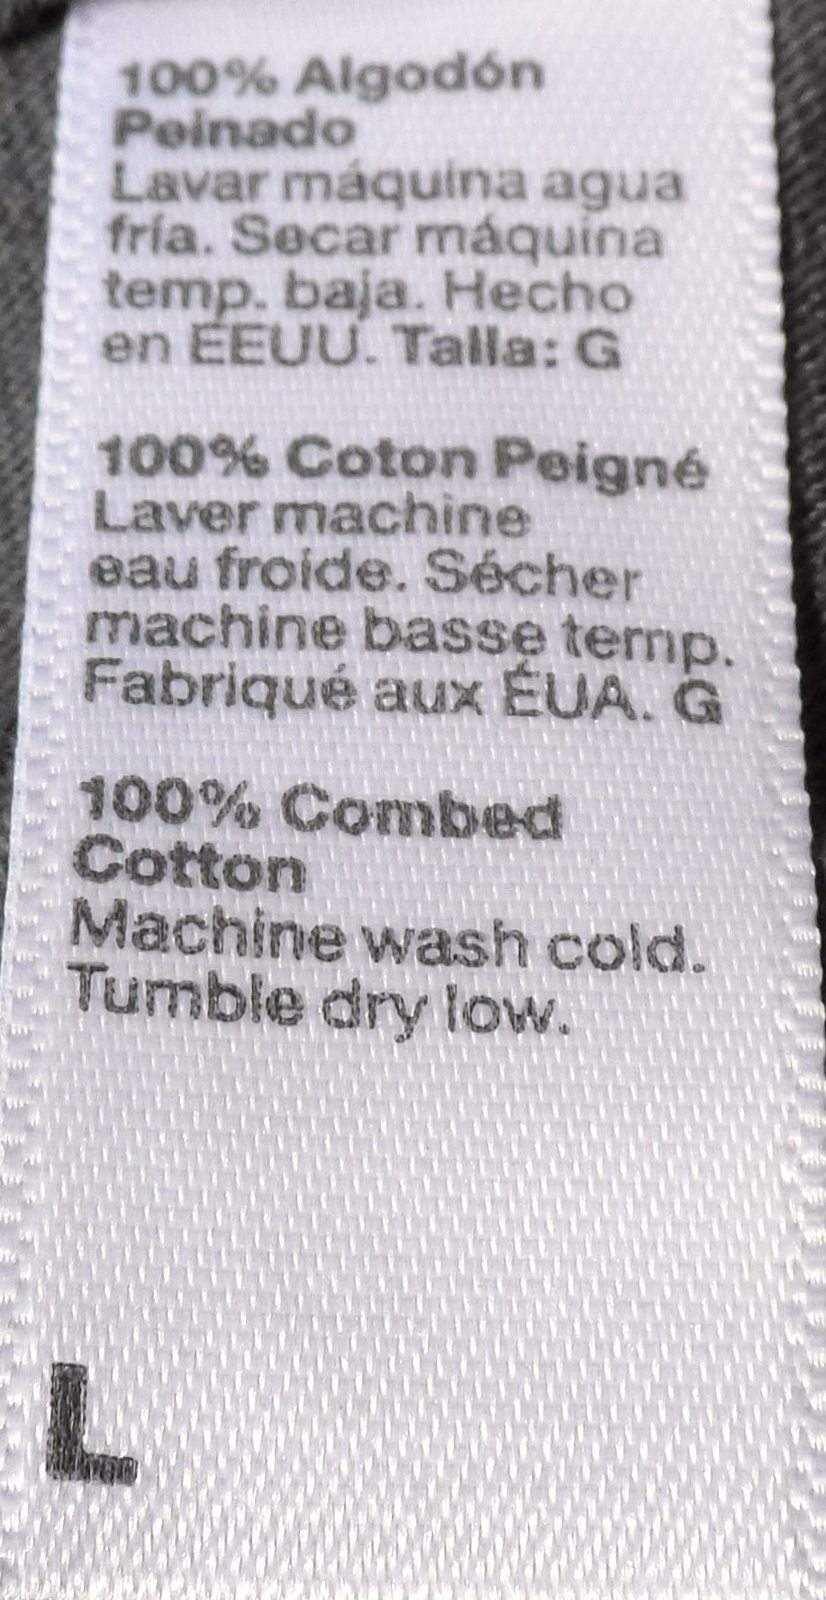 100% Algodón
Peinado
Lavar máquina agua
fría. Secar máquina
temp. baja. Hecho
en EEUU. Talla: G
100% Coton Peigné
Laver machine
eau froide. Sécher
machine basse temp.
Fabriqué aux ÉUA. G
100% Combed
Cotton
Machine wash cold.
Tumble dry low.
L